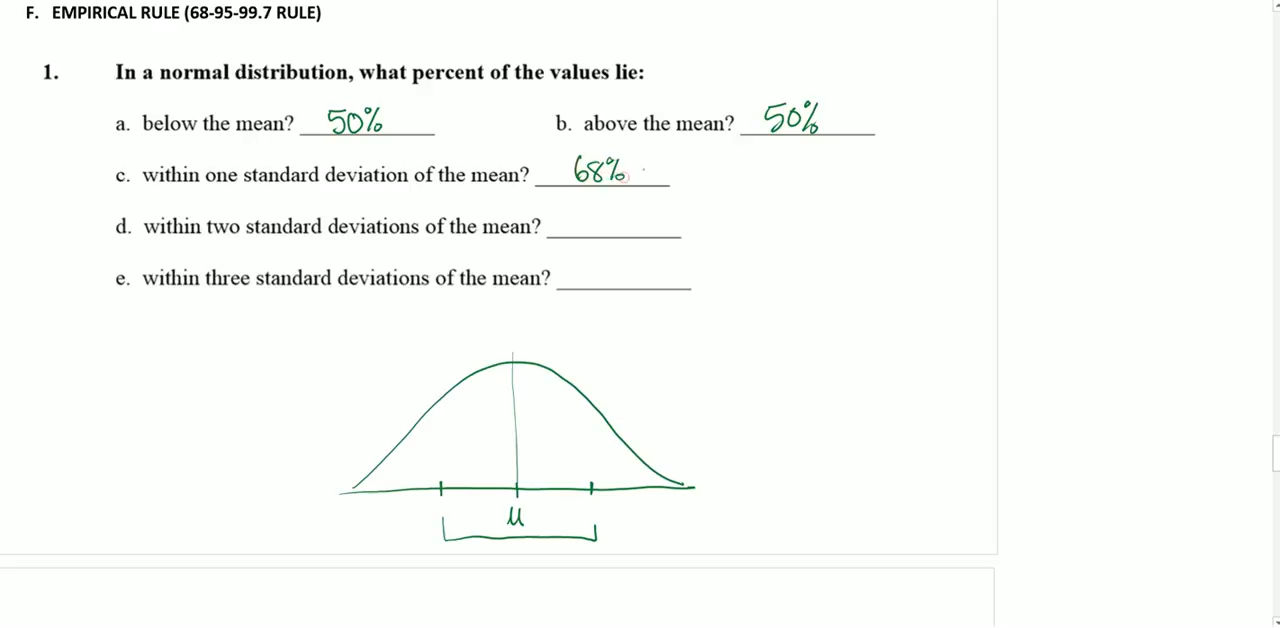 F. EMPIRICAL RULE (68-95-99.7 RULE)
1. In a normal distribution, what percent of the values lie:
a. below the mean? 50% b. above the mean? 50%
c. within one standard deviation of the mean? 68%
d. within two standard deviations of the mean?
e. within three standard deviations of the mean?
μ